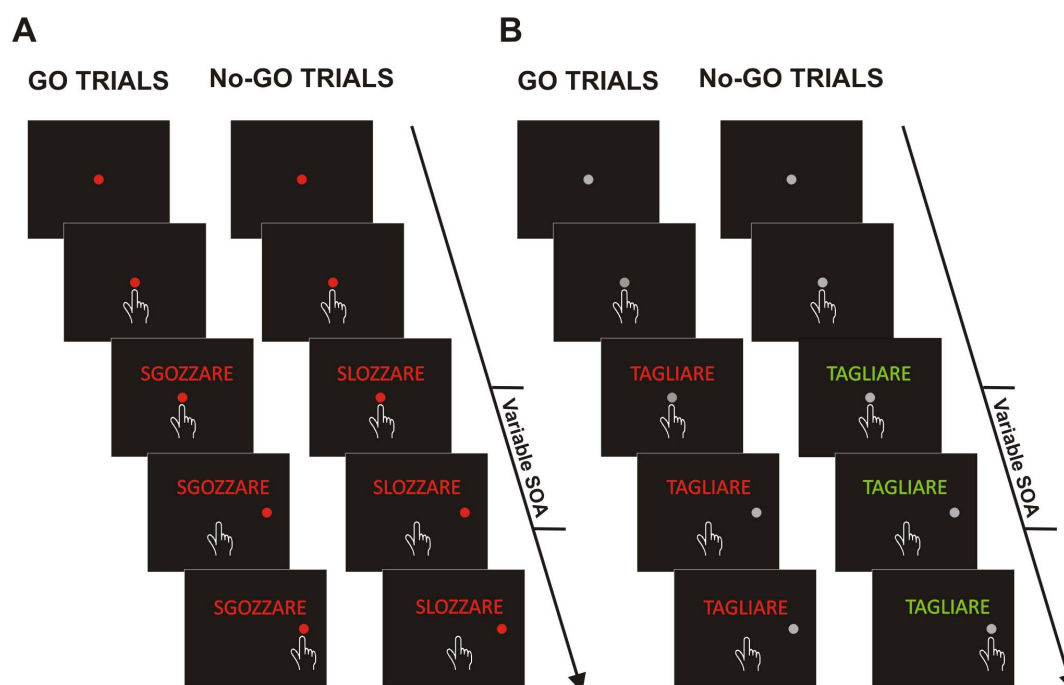 A
B
GO TRIALS
No-GO TRIALS
GO TRIALS
No-GO TRIALS
SGOZZARE
SLOZZARE
TAGLIARE
TAGLIARE
Variable SOA
Variable SOA
SGOZZARE
SLOZZARE
TAGLIARE
TAGLIARE
SGOZZARE
SLOZZARE
TAGLIARE
TAGLIARE